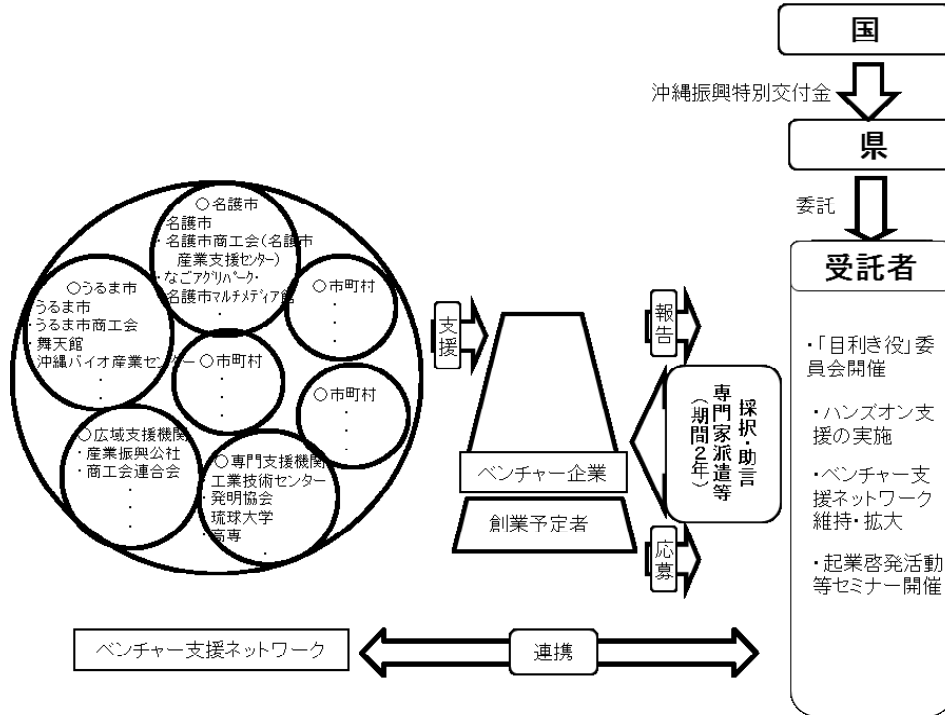 国
沖縄振興特別交付金
県
委託
受託者
・「目利き役」委
員会開催
・ハンズオン支
援の実施
・ベンチャー支
援ネットワーク
維持・拡大
・起業啓発活動
等セミナー開催
○名護市
名護市
・名護市商工会(名護市
産業支援センター)
・なごアグリパーク・
名護市マルチメディア館
・
○うるま市
うるま市
・うるま市商工会
舞天館
沖縄バイオ産業センター
・
・
○市町村
・
・
・
○市町村
・
・
・
○市町村
・
・
・
○広域支援機関
・産業振興公社
・商工会連合会
・
・
・
○専門支援機関
工業技術センター
・発明協会
琉球大学
・高専
・
支援
ベンチャー企業
創業予定者
報告
採択・助言
専門家派遣等
(期間2年)
応募
ベンチャー支援ネットワーク
連携